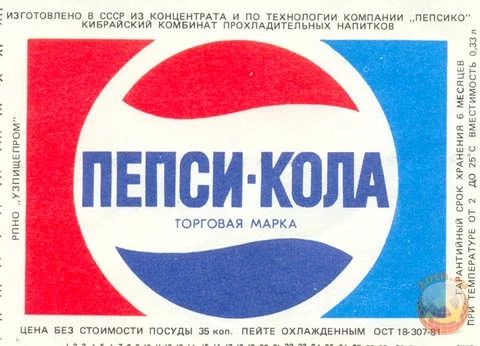 ИЗГОТОВЛЕНО В СССР ИЗ КОНЦЕНТРАТА И ПО ТЕХНОЛОГИИ КОМПАНИИ „ПЕПСИКО"
КИБРАЙСКИЙ КОМБИНАТ ПРОХЛАДИТЕЛЬНЫХ НАПИТКОВ
РПНО „УЗПИЩЕПРОМ"
ПЕПСИ·КОЛА
ТОРГОВАЯ МАРКА
ГАРАНТИЙНЫЙ СРОК ХРАНЕНИЯ 6 МЕСЯЦЕВ
ПРИ ТЕМПЕРАТУРЕ ОТ 2 ДО 25°С ВМЕСТИМОСТЬ 0,33 л
ЦЕНА БЕЗ СТОИМОСТИ ПОСУДЫ 35 коп. ПЕЙТЕ ОХЛАЖДЕННЫМ ОСТ 18-307-81